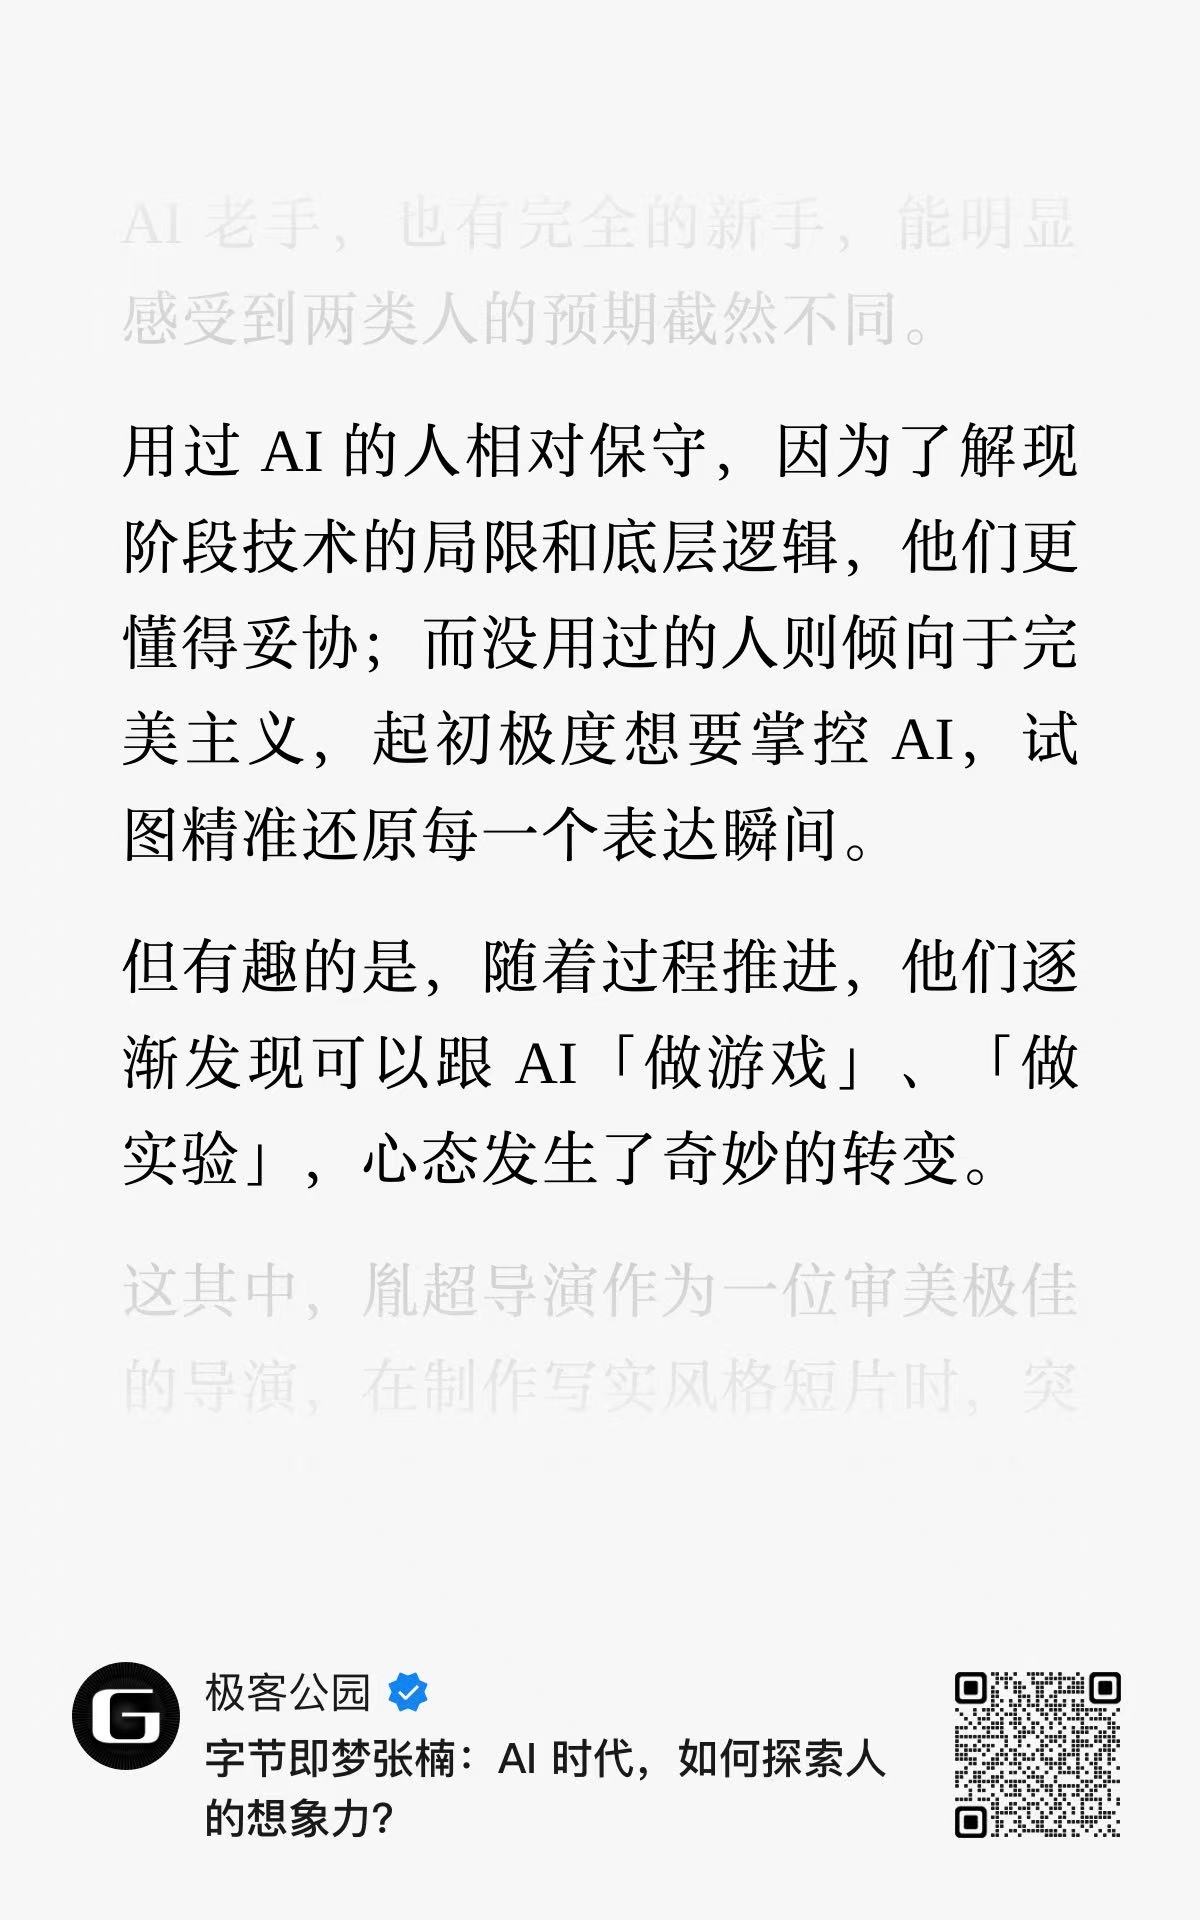 AI 老手，也有完全的新手，能明显
感受到两类人的预期截然不同。
用过 AI 的人相对保守，因为了解现
阶段技术的局限和底层逻辑，他们更
懂得妥协；而没用过的人则倾向于完
美主义，起初极度想要掌控 AI，试
图精准还原每一个表达瞬间。
但有趣的是，随着过程推进，他们逐
渐发现可以跟 AI「做游戏」、「做
实验」，心态发生了奇妙的转变。
这其中，胤超导演作为一位审美极佳
的导演，在制作写实风格短片时，突
G
极客公园
字节即梦张楠：AI 时代，如何探索人
的想象力？